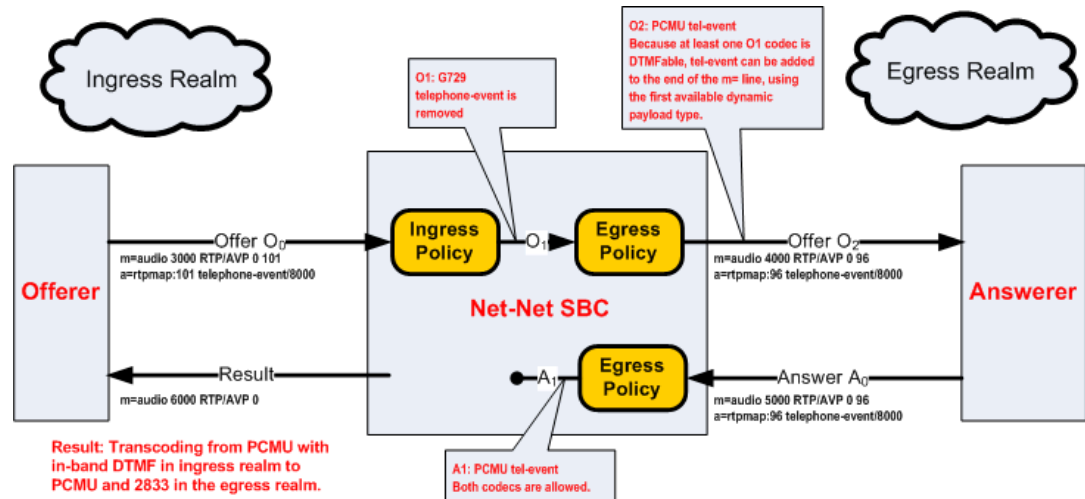 Ingress Realm
O1: G729
telephone-event is
removed
O2: PCMU tel-event
Because at least one O1 codec is
DTMFable, tel-event can be added
to the end of the m= line, using
the first available dynamic
payload type.
Egress Realm
Offerer
Offer O0
m=audio 3000 RTP/AVP 0 101
a=rtpmap:101 telephone-event/8000
Ingress
Policy
O1
Egress
Policy
Offer O2
m=audio 4000 RTP/AVP 0 96
a=rtpmap:96 telephone-event/8000
Answerer
Net-Net SBC
Result
m=audio 6000 RTP/AVP 0
A1
Egress
Policy
Answer A0
m=audio 5000 RTP/AVP 0 96
a=rtpmap:96 telephone-event/8000
Result: Transcoding from PCMU with
in-band DTMF in ingress realm to
PCMU and 2833 in the egress realm.
A1: PCMU tel-event
Both codecs are allowed.